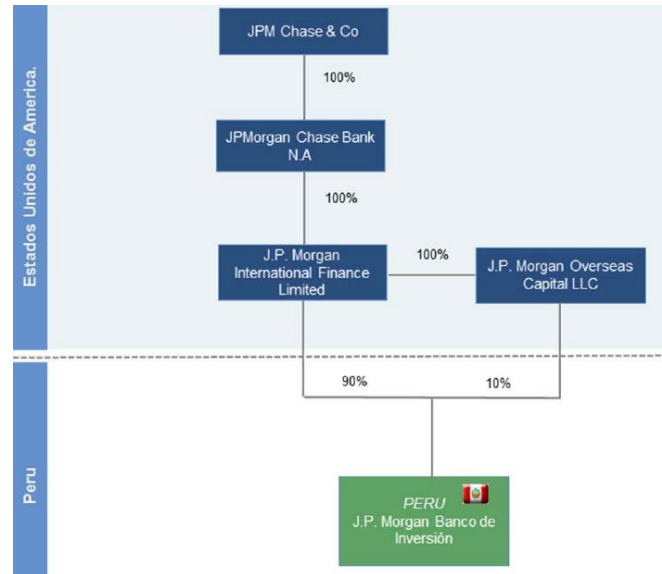 JPM Chase & Co
100%
JPMorgan Chase Bank
N.A
100%
J.P. Morgan
International Finance
Limited
100%
J.P. Morgan Overseas
Capital LLC
Estados Unidos de America.
90%
10%
Peru
PERU
J.P. Morgan Banco de
Inversión